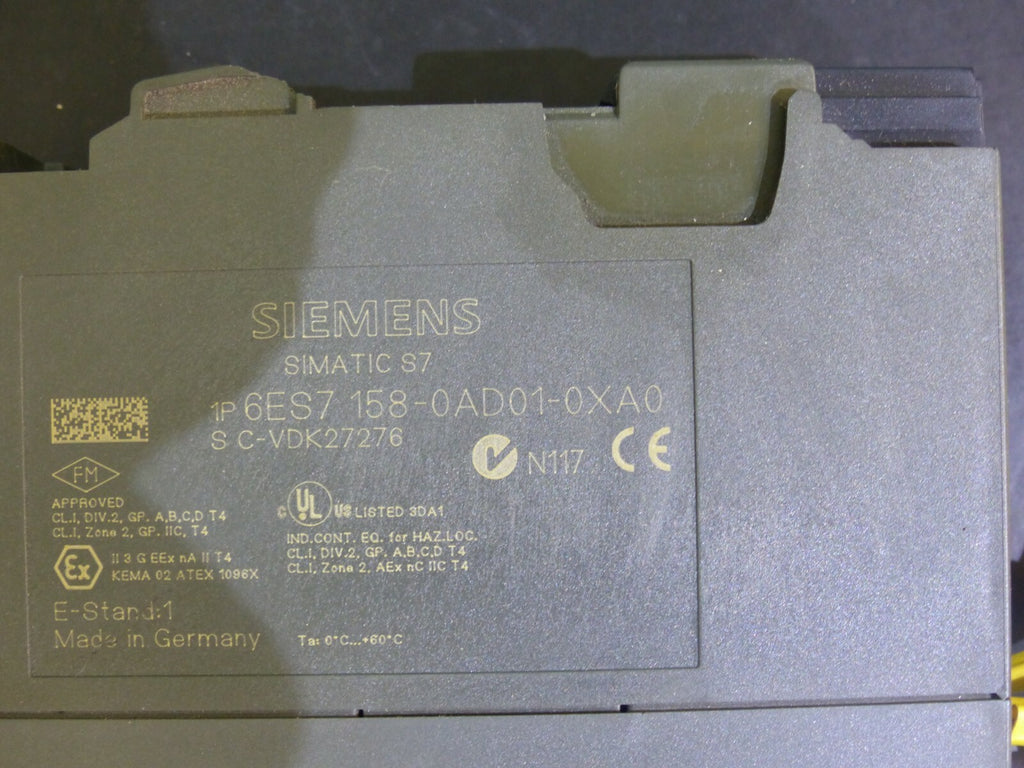 SIEMENS
SIMATIC S7
1P 6ES7 158-0AD01-0XA0
S C-VDK27276
N117 CE
FM
APPROVED
CL.I, DIV.2, GP. A,B,C,D T4
CL.I, Zone 2, GP. IIC, T4
Ex
II 3 G EEx nA II T4
KEMA 02 ATEX 1096X
c UL US LISTED 3DA1
IND.CONT. EQ. for HAZ.LOC.
CL.I, DIV.2, GP. A,B,C,D T4
CL.I, Zone 2, AEx nC IIC T4
E-Stand:1
Made in Germany
Ta: 0°C...+60°C